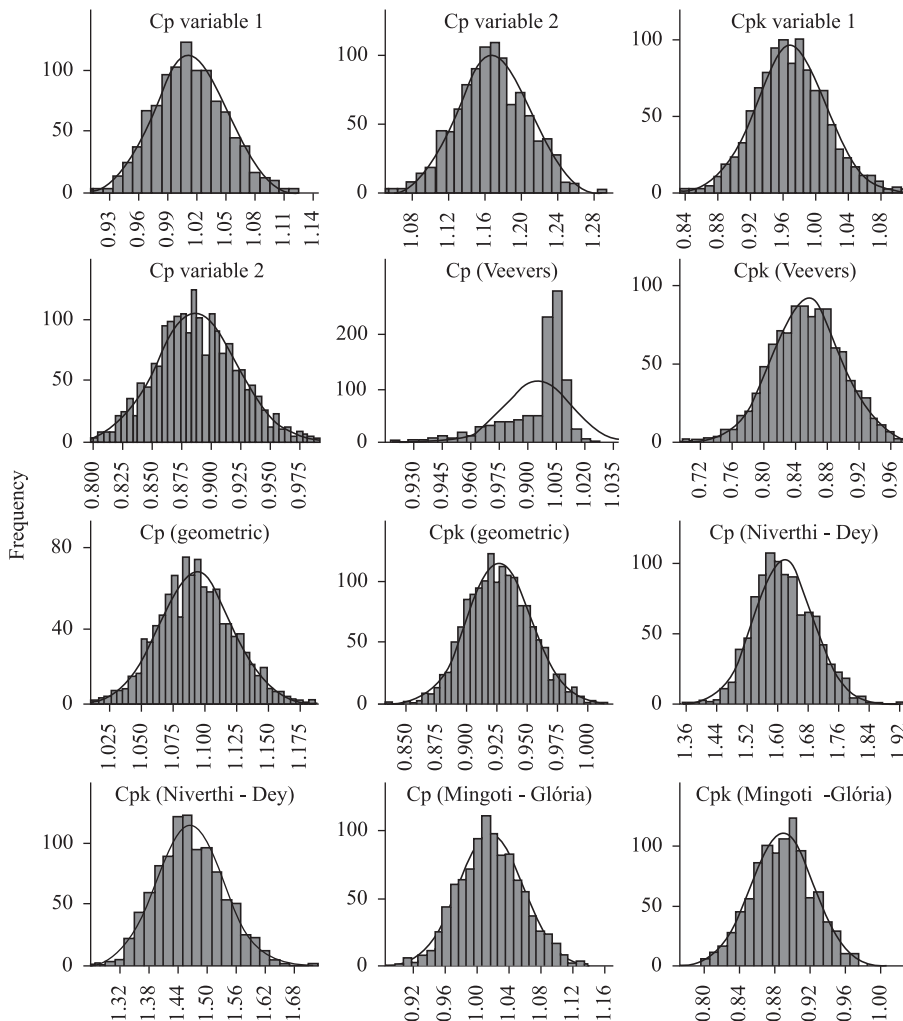 Frequency
Cp variable 1
100
50
0
0.93 0.96 0.99 1.02 1.05 1.08 1.11 1.14
Cp variable 2
100
50
0
1.08 1.12 1.16 1.20 1.24 1.28
Cpk variable 1
100
50
0
0.84 0.88 0.92 1.96 1.00 1.04 1.08
Cp variable 2
100
50
0
0.800 0.825 0.850 0.875 0.900 0.925 0.950 0.975
Cp (Veevers)
200
100
0
0.930 0.945 0.960 0.975 0.900 1.005 1.020 1.035
Cpk (Veevers)
100
50
0
0.72 0.76 0.80 0.84 0.88 0.92 0.96
Cp (geometric)
80
40
0
1.025 1.050 1.075 1.100 1.125 1.150 1.175
Cpk (geometric)
100
50
0
0.850 0.875 0.900 0.925 0.950 0.975 1.000
Cp (Niverthi - Dey)
100
50
0
1.36 1.44 1.52 1.60 1.68 1.76 1.84 1.92
Cpk (Niverthi - Dey)
100
50
0
1.32 1.38 1.44 1.50 1.56 1.62 1.68
Cp (Mingoti - Glória)
100
50
0
0.92 0.96 1.00 1.04 1.08 1.12 1.16
Cpk (Mingoti -Glória)
100
50
0
0.80 0.84 0.88 0.92 0.96 1.00